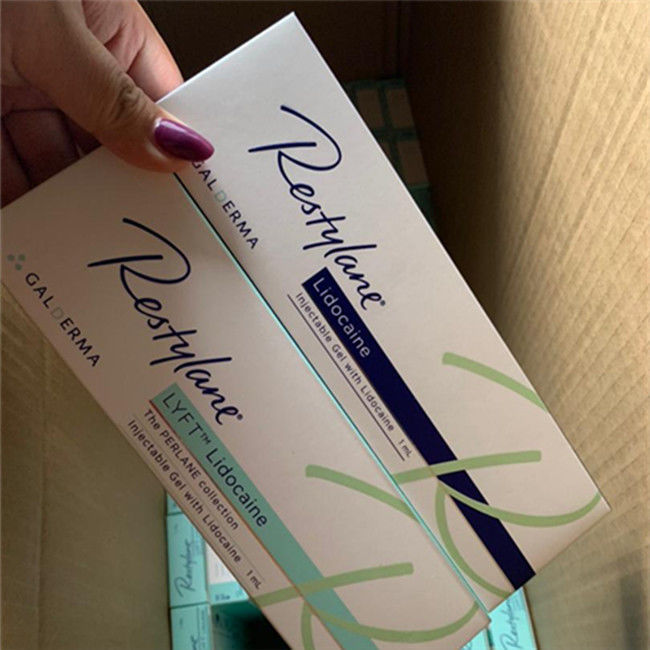 Restylane®
GALDERMA
Lidocaine
Injectable Gel with Lidocaine 1 mL
Restylane®
GALDERMA
LYFT™ Lidocaine
The PERLANE collection
Injectable Gel with Lidocaine 1 mL
Restylane